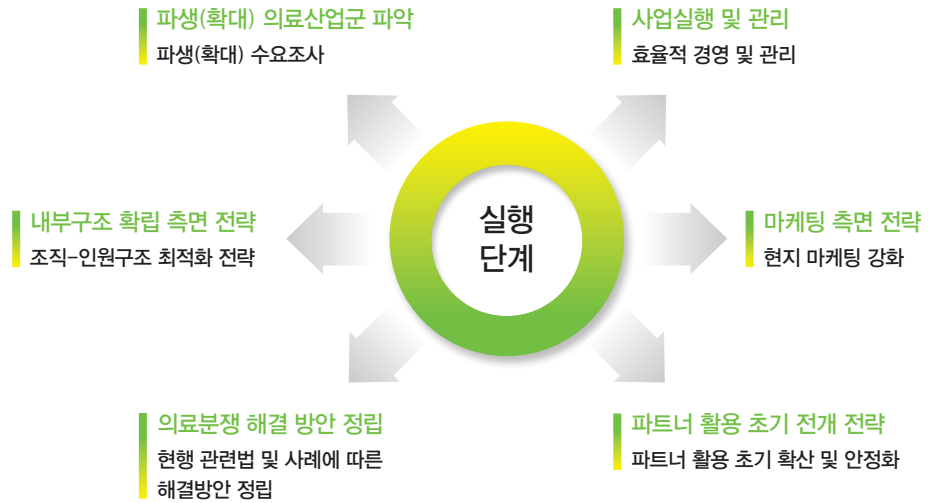 파생(확대) 의료산업군 파악
파생(확대) 수요조사
사업실행 및 관리
효율적 경영 및 관리
내부구조 확립 측면 전략
조직-인원구조 최적화 전략
실행
단계
마케팅 측면 전략
현지 마케팅 강화
의료분쟁 해결 방안 정립
현행 관련법 및 사례에 따른
해결방안 정립
파트너 활용 초기 전개 전략
파트너 활용 초기 확산 및 안정화